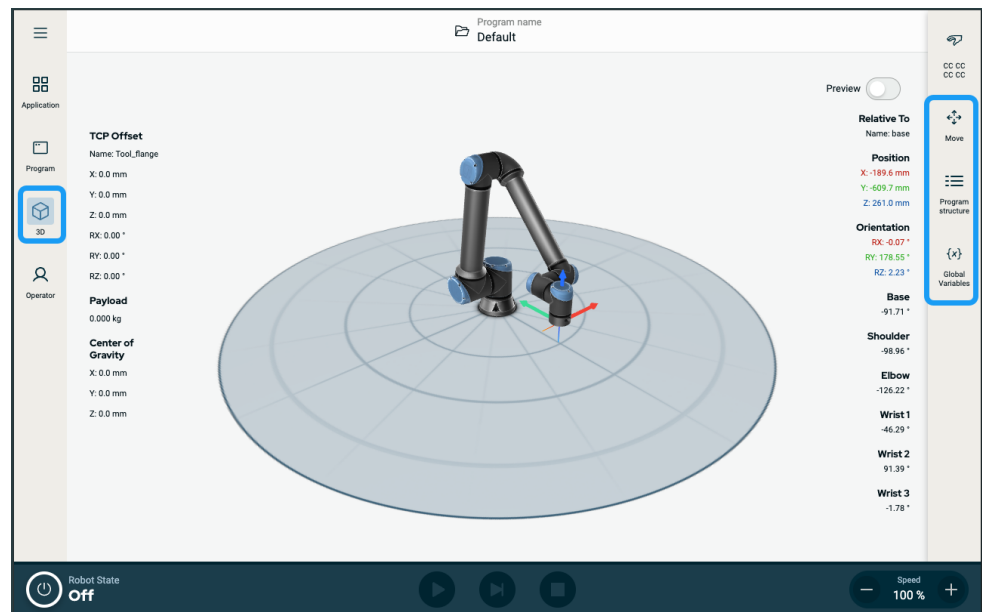 Program name
Default
Application
Program
3D
Operator
TCP Offset
Name: Tool_flange
X: 0.0 mm
Y: 0.0 mm
Z: 0.0 mm
RX: 0.00 °
RY: 0.00 °
RZ: 0.00 °
Payload
0.000 kg
Center of
Gravity
X: 0.0 mm
Y: 0.0 mm
Z: 0.0 mm
Preview
Relative To
Name: base
Position
X: -189.6 mm
Y: -609.7 mm
Z: 261.0 mm
Orientation
RX: -0.07 °
RY: 178.55 °
RZ: 2.23 °
Base
-91.71 °
Shoulder
-98.96 °
Elbow
-126.22 °
Wrist 1
-46.29 °
Wrist 2
91.39 °
Wrist 3
-1.78 °
CC CC
CC CC
Move
Program
structure
{x}
Global
Variables
Robot State
Off
Speed
100 %